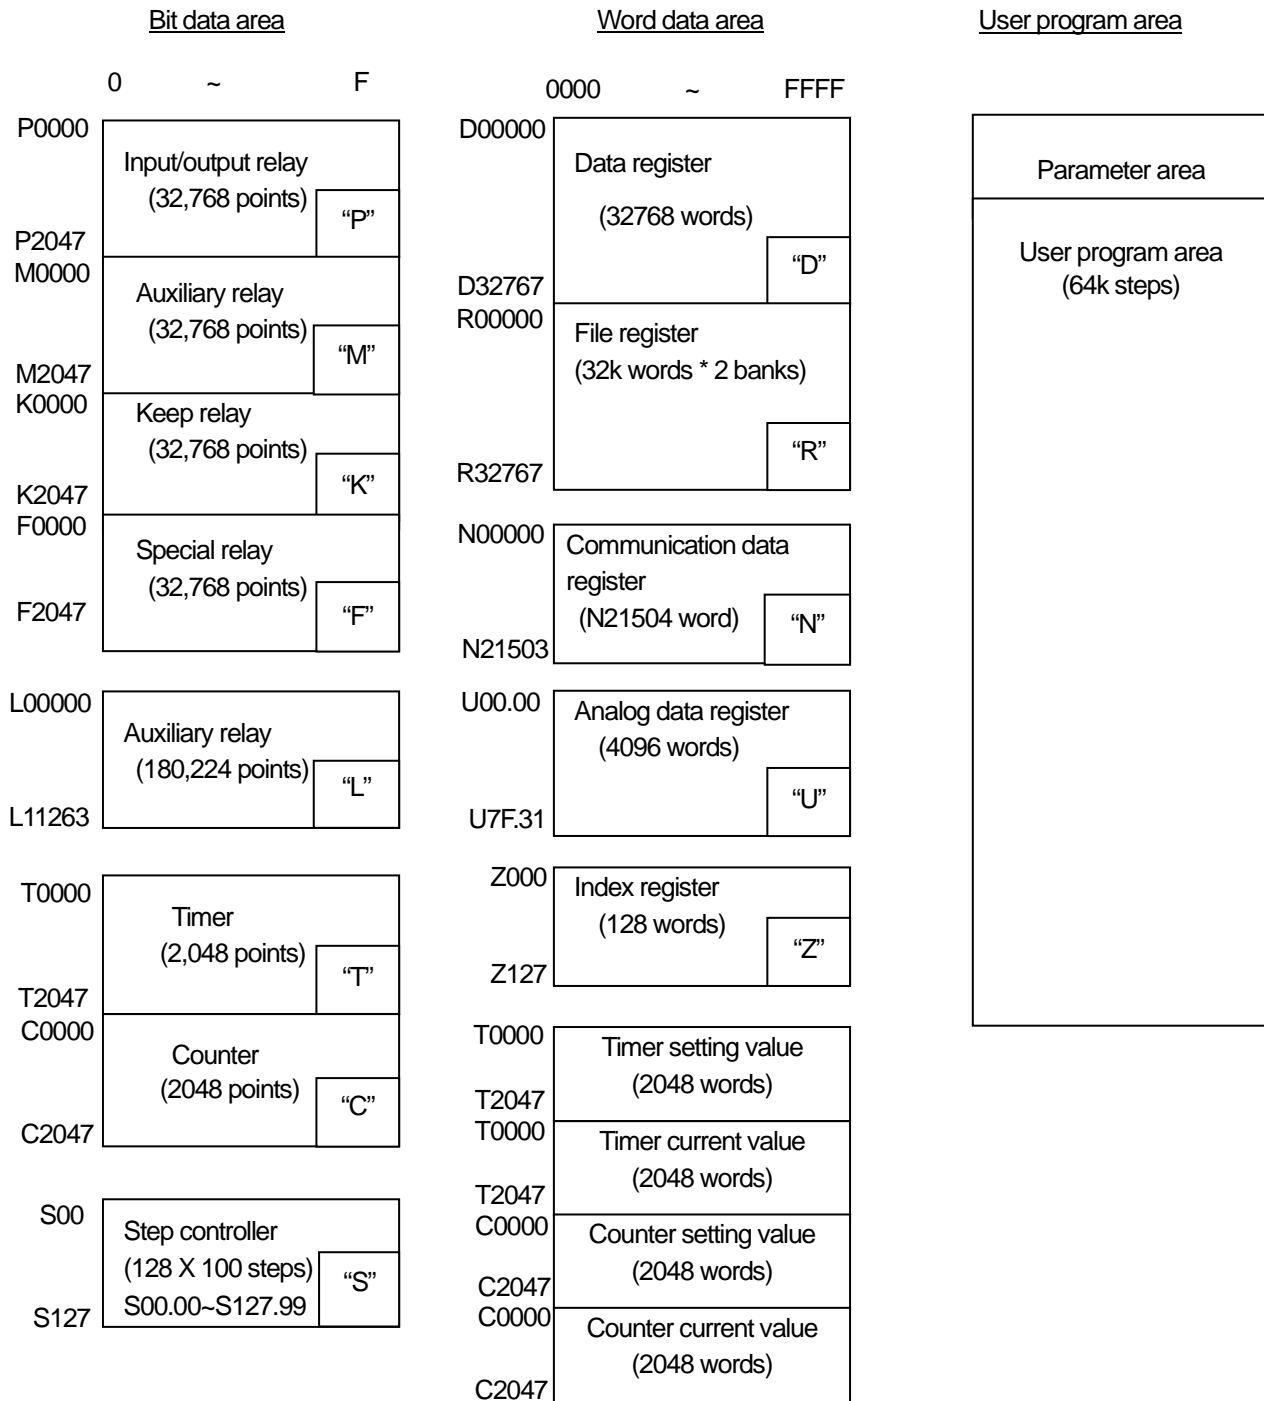 Bit data area
0 ~ F
P0000
Input/output relay
(32,768 points)
“P”
P2047
M0000
Auxiliary relay
(32,768 points)
“M”
M2047
K0000
Keep relay
(32,768 points)
“K”
K2047
F0000
Special relay
(32,768 points)
“F”
F2047
L00000
Auxiliary relay
(180,224 points)
“L”
L11263
T0000
Timer
(2,048 points)
“T”
T2047
C0000
Counter
(2048 points)
“C”
C2047
S00
Step controller
(128 X 100 steps)
“S”
S00.00~S127.99
S127
Word data area
0000 ~ FFFF
D00000
Data register
(32768 words)
“D”
D32767
R00000
File register
(32k words * 2 banks)
“R”
R32767
N00000
Communication data
register
(N21504 word)
“N”
N21503
U00.00
Analog data register
(4096 words)
“U”
U7F.31
Z000
Index register
(128 words)
“Z”
Z127
T0000
Timer setting value
(2048 words)
T2047
T0000
Timer current value
(2048 words)
T2047
C0000
Counter setting value
(2048 words)
C2047
C0000
Counter current value
(2048 words)
C2047
User program area
Parameter area
User program area
(64k steps)